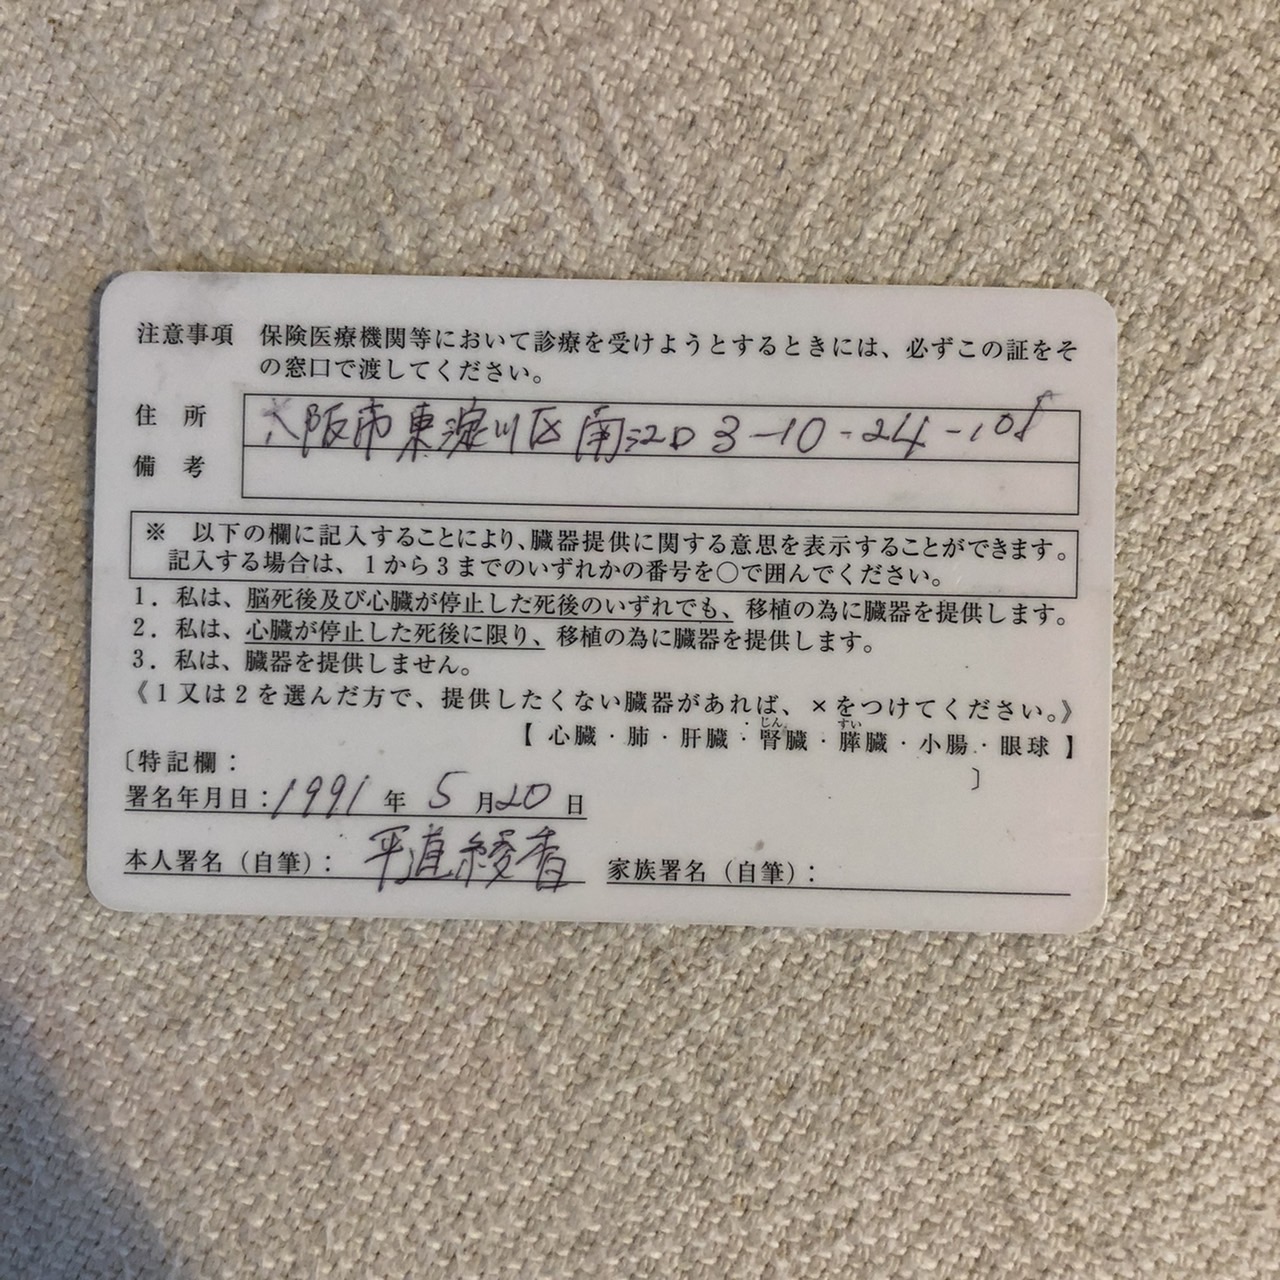 注意事項 保険医療機関等において診療を受けようとするときには、必ずこの証をそ
の窓口で渡してください。
住所 大阪市東淀川区南江口 3-10-24-108
備考
※ 以下の欄に記入することにより、臓器提供に関する意思を表示することができます。
記入する場合は、1から3までのいずれかの番号を○で囲んでください。
1. 私は、脳死後及び心臓が停止した死後のいずれでも、移植の為に臓器を提供します。
2. 私は、心臓が停止した死後に限り、移植の為に臓器を提供します。
3. 私は、臓器を提供しません。
《1又は2を選んだ方で、提供したくない臓器があれば、×をつけてください。》
【 心臓・肺・肝臓・腎臓・膵臓・小腸・眼球 】
じん すい
〔特記欄: 〕
署名年月日:1991年 5月20日
本人署名(自筆): 平直綾香 家族署名(自筆):